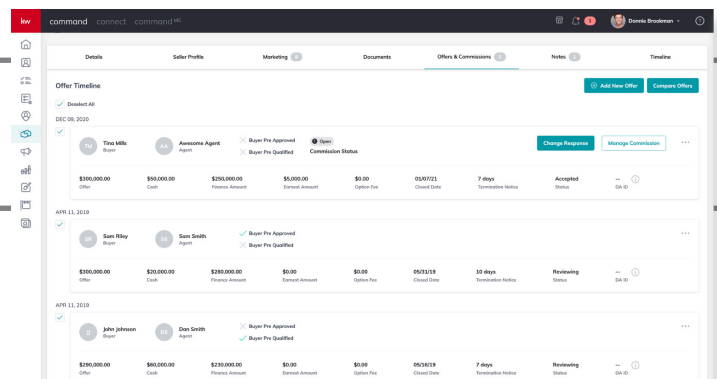 kw
command connect command MC
1
Donnie Brookman
Details Seller Profile Marketing Documents Offers & Commissions Notes Timeline
Offer Timeline
Add New Offer
Compare Offers
Deselect All
DEC 09, 2020
TM Tina Mills AA Awesome Agent Buyer Pre Approved Open
Buyer Agent Buyer Pre Qualified Commission Status
Change Response Manage Commission
$300,000.00 $50,000.00 $250,000.00 $5,000.00 $0.00 01/07/21 7 days Accepted --
Offer Cash Finance Amount Earnest Amount Option Fee Closed Date Termination Notice Status DA ID
APR 11, 2019
SR Sam Riley SS Sam Smith Buyer Pre Approved
Buyer Agent Buyer Pre Qualified
$300,000.00 $20,000.00 $280,000.00 $0.00 $0.00 05/31/19 10 days Reviewing --
Offer Cash Finance Amount Earnest Amount Option Fee Closed Date Termination Notice Status DA ID
APR 11, 2019
JJ John Johnson DS Dan Smith Buyer Pre Approved
Buyer Agent Buyer Pre Qualified
$290,000.00 $60,000.00 $230,000.00 $0.00 $0.00 05/16/19 7 days Reviewing --
Offer Cash Finance Amount Earnest Amount Option Fee Closed Date Termination Notice Status DA ID